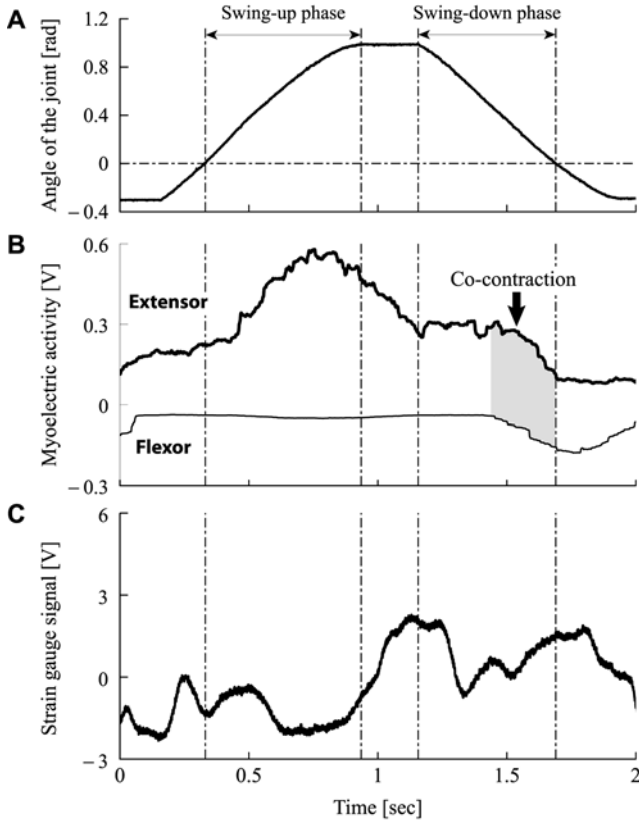 A
Swing-up phase
Swing-down phase
Angle of the joint [rad]
1.2
0.8
0.4
0
−0.4
B
Myoelectric activity [V]
0.6
0.3
0
−0.3
Extensor
Co-contraction
Flexor
C
Strain gauge signal [V]
6
3
0
−3
0
0.5
1
1.5
2
Time [sec]